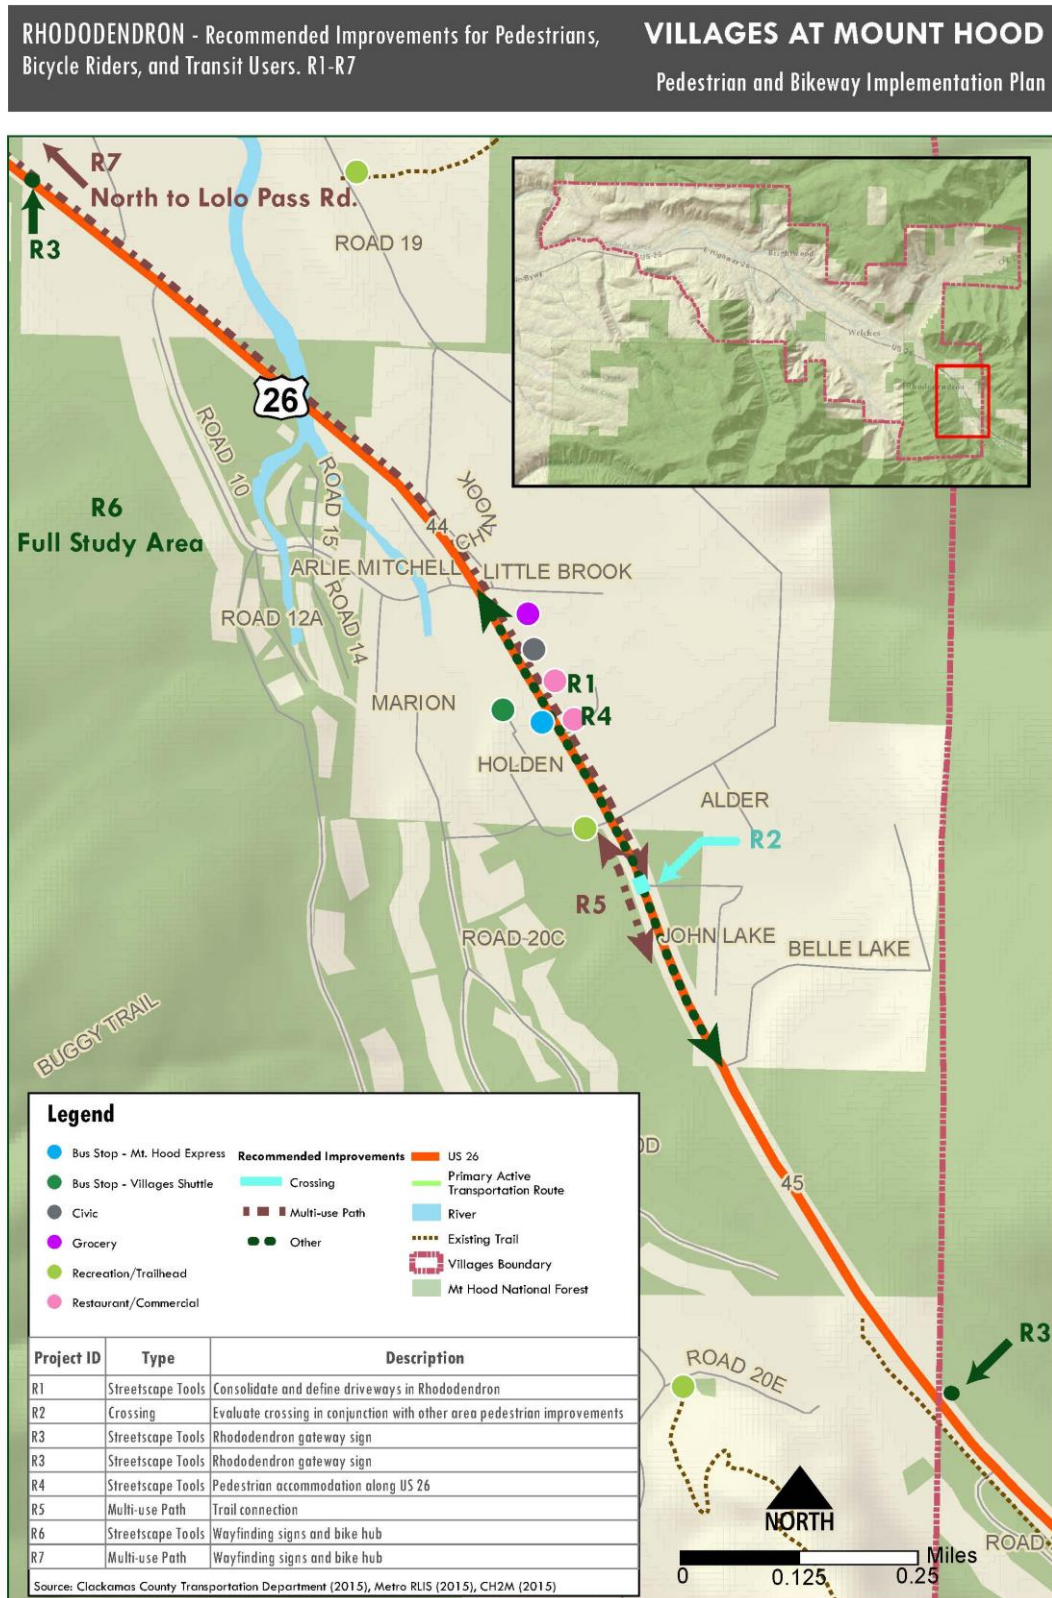 RHODODENDRON - Recommended Improvements for Pedestrians,
Bicycle Riders, and Transit Users. R1-R7
VILLAGES AT MOUNT HOOD
Pedestrian and Bikeway Implementation Plan
R7
North to Lolo Pass Rd.
R3
ROAD 19
US 26
Brightwood
Welches
US 26
Rhododendron
26
ROAD 10
ROAD 15
R6
Full Study Area
44
CHINOOK
ARLIE MITCHELL
LITTLE BROOK
ROAD 12A
ROAD 14
MARION
R1
R4
HOLDEN
ALDER
R2
R5
ROAD 20C
JOHN LAKE
BELLE LAKE
BUGGY TRAIL
45
R3
ROAD 20E
NORTH
ROAD
Miles
0 0.125 0.25
Legend
Bus Stop - Mt. Hood Express
Bus Stop - Villages Shuttle
Civic
Grocery
Recreation/Trailhead
Restaurant/Commercial
Recommended Improvements
Crossing
Multi-use Path
Other
US 26
Primary Active
Transportation Route
River
Existing Trail
Villages Boundary
Mt Hood National Forest
Project ID Type Description
R1 Streetscape Tools Consolidate and define driveways in Rhododendron
R2 Crossing Evaluate crossing in conjunction with other area pedestrian improvements
R3 Streetscape Tools Rhododendron gateway sign
R3 Streetscape Tools Rhododendron gateway sign
R4 Streetscape Tools Pedestrian accommodation along US 26
R5 Multi-use Path Trail connection
R6 Streetscape Tools Wayfinding signs and bike hub
R7 Multi-use Path Wayfinding signs and bike hub
Source: Clackamas County Transportation Department (2015), Metro RLIS (2015), CH2M (2015)